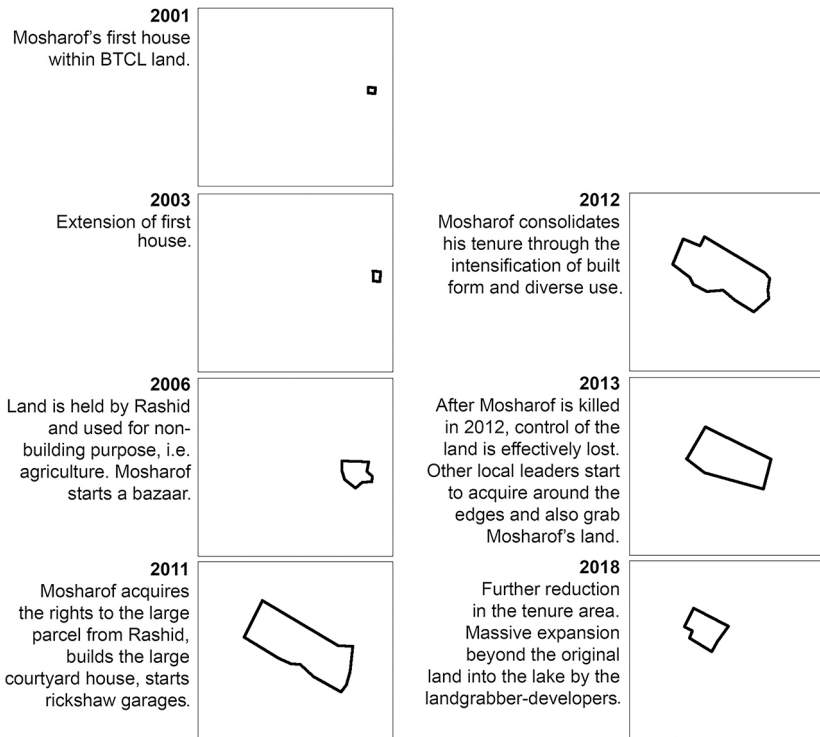 2001
Mosharof's first house
within BTCL land.
2003
Extension of first
house.
2006
Land is held by Rashid
and used for non-
building purpose, i.e.
agriculture. Mosharof
starts a bazaar.
2011
Mosharof acquires
the rights to the large
parcel from Rashid,
builds the large
courtyard house, starts
rickshaw garages.
2012
Mosharof consolidates
his tenure through the
intensification of built
form and diverse use.
2013
After Mosharof is killed
in 2012, control of the
land is effectively lost.
Other local leaders start
to acquire around the
edges and also grab
Mosharof's land.
2018
Further reduction
in the tenure area.
Massive expansion
beyond the original
land into the lake by the
landgrabber-developers.